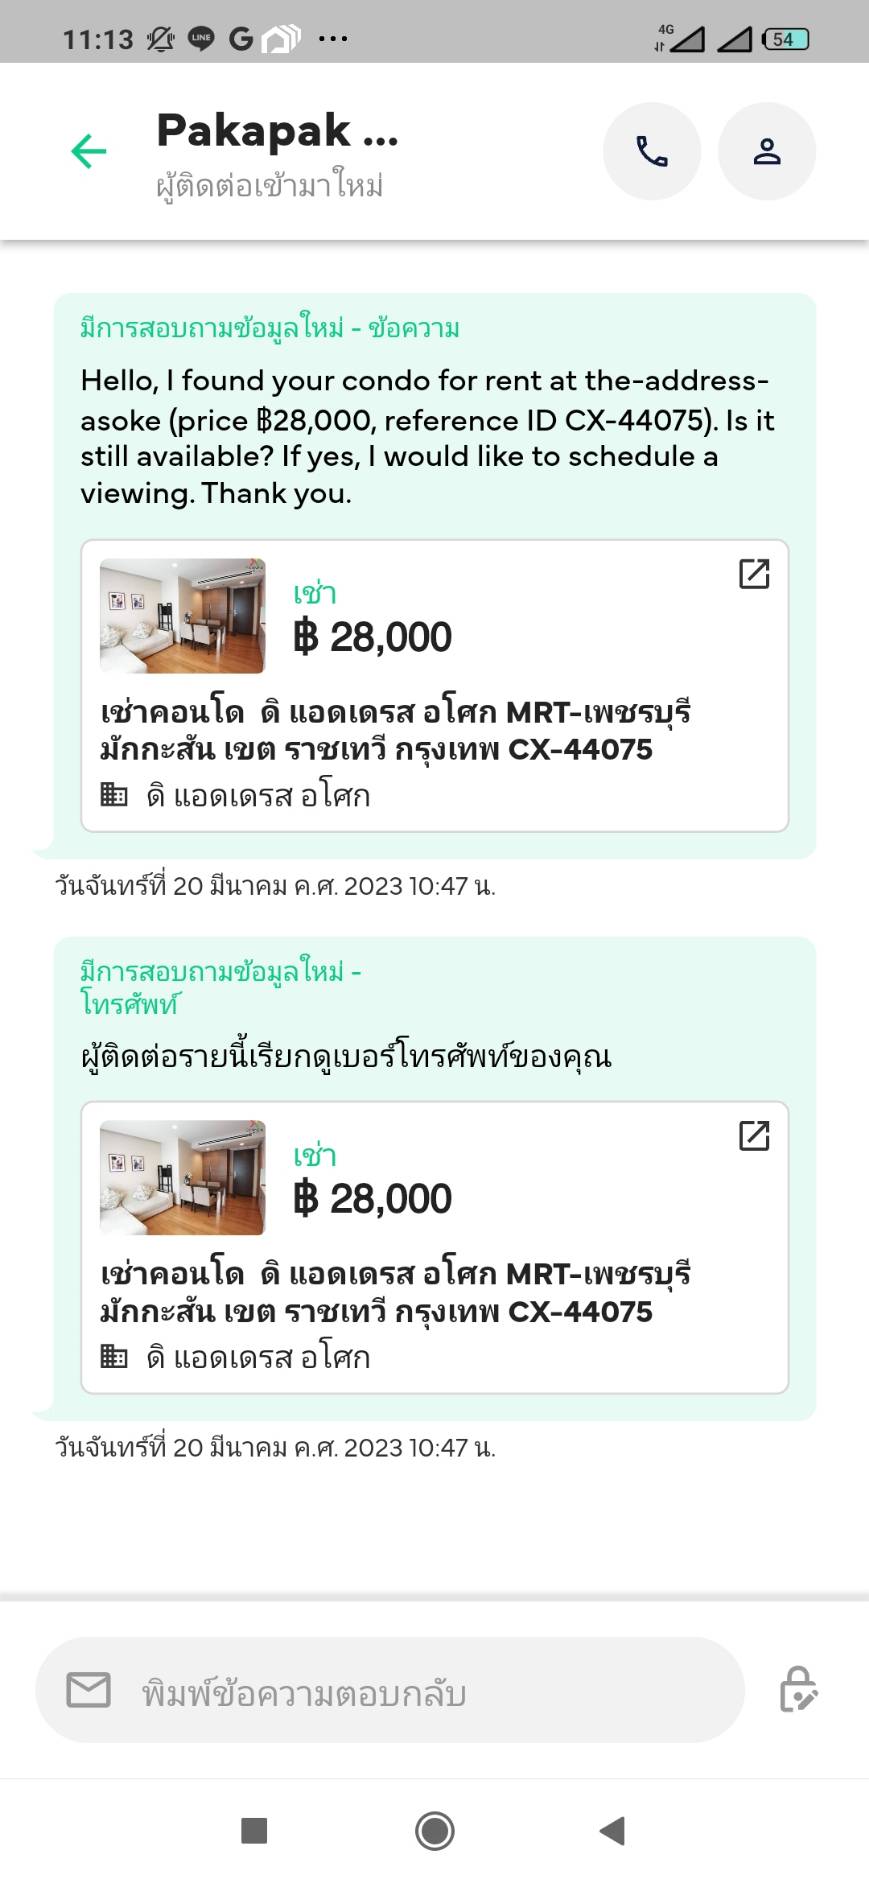 11:13
LINE
G
4G
54
Pakapak ...
ผู้ติดต่อเข้ามาใหม่
มีการสอบถามข้อมูลใหม่ - ข้อความ
Hello, I found your condo for rent at the-address-
asoke (price ฿28,000, reference ID CX-44075). Is it
still available? If yes, I would like to schedule a
viewing. Thank you.
เช่า
฿ 28,000
เช่าคอนโด  ดิ แอดเดรส อโศก MRT-เพชรบุรี
มักกะสัน เขต ราชเทวี กรุงเทพ CX-44075
ดิ แอดเดรส อโศก
วันจันทร์ที่ 20 มีนาคม ค.ศ. 2023 10:47 น.
มีการสอบถามข้อมูลใหม่ -
โทรศัพท์
ผู้ติดต่อรายนี้เรียกดูเบอร์โทรศัพท์ของคุณ
เช่า
฿ 28,000
เช่าคอนโด  ดิ แอดเดรส อโศก MRT-เพชรบุรี
มักกะสัน เขต ราชเทวี กรุงเทพ CX-44075
ดิ แอดเดรส อโศก
วันจันทร์ที่ 20 มีนาคม ค.ศ. 2023 10:47 น.
พิมพ์ข้อความตอบกลับ